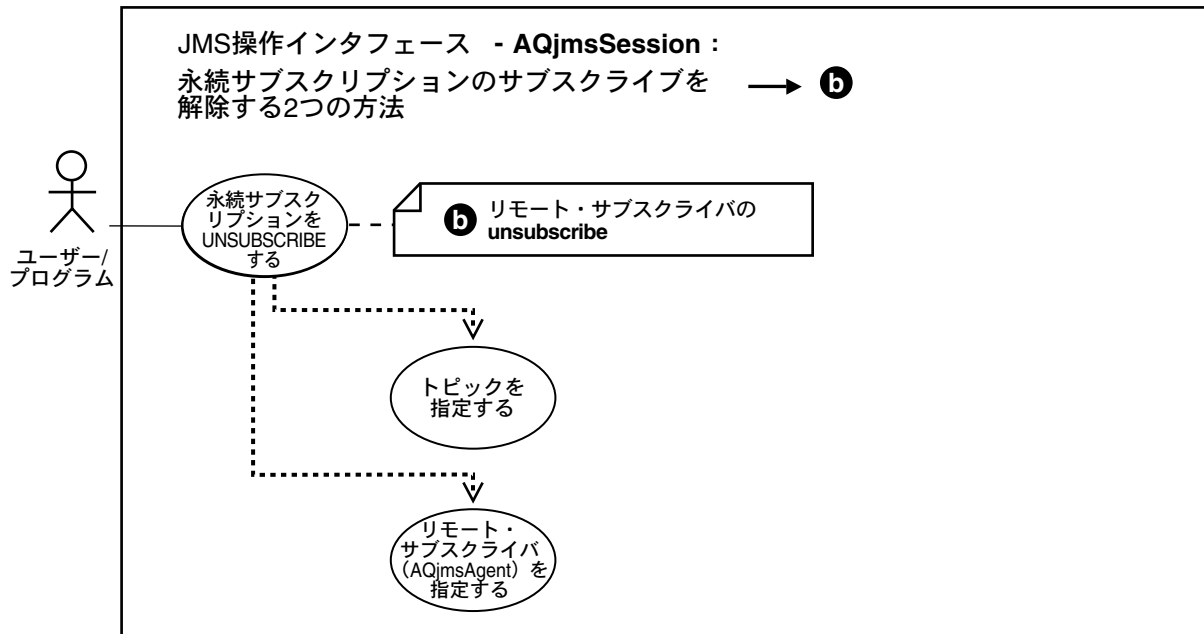 JMS操作インタフェース - AQjmsSession：
永続サブスクリプションのサブスクライブを
解除する2つの方法
b
永続サブスク
リプションを
UNSUBSCRIBE
する
b
リモート・サブスクライバの
unsubscribe
ユーザー/
プログラム
トピックを
指定する
リモート・
サブスクライバ
（AQjmsAgent）を
指定する